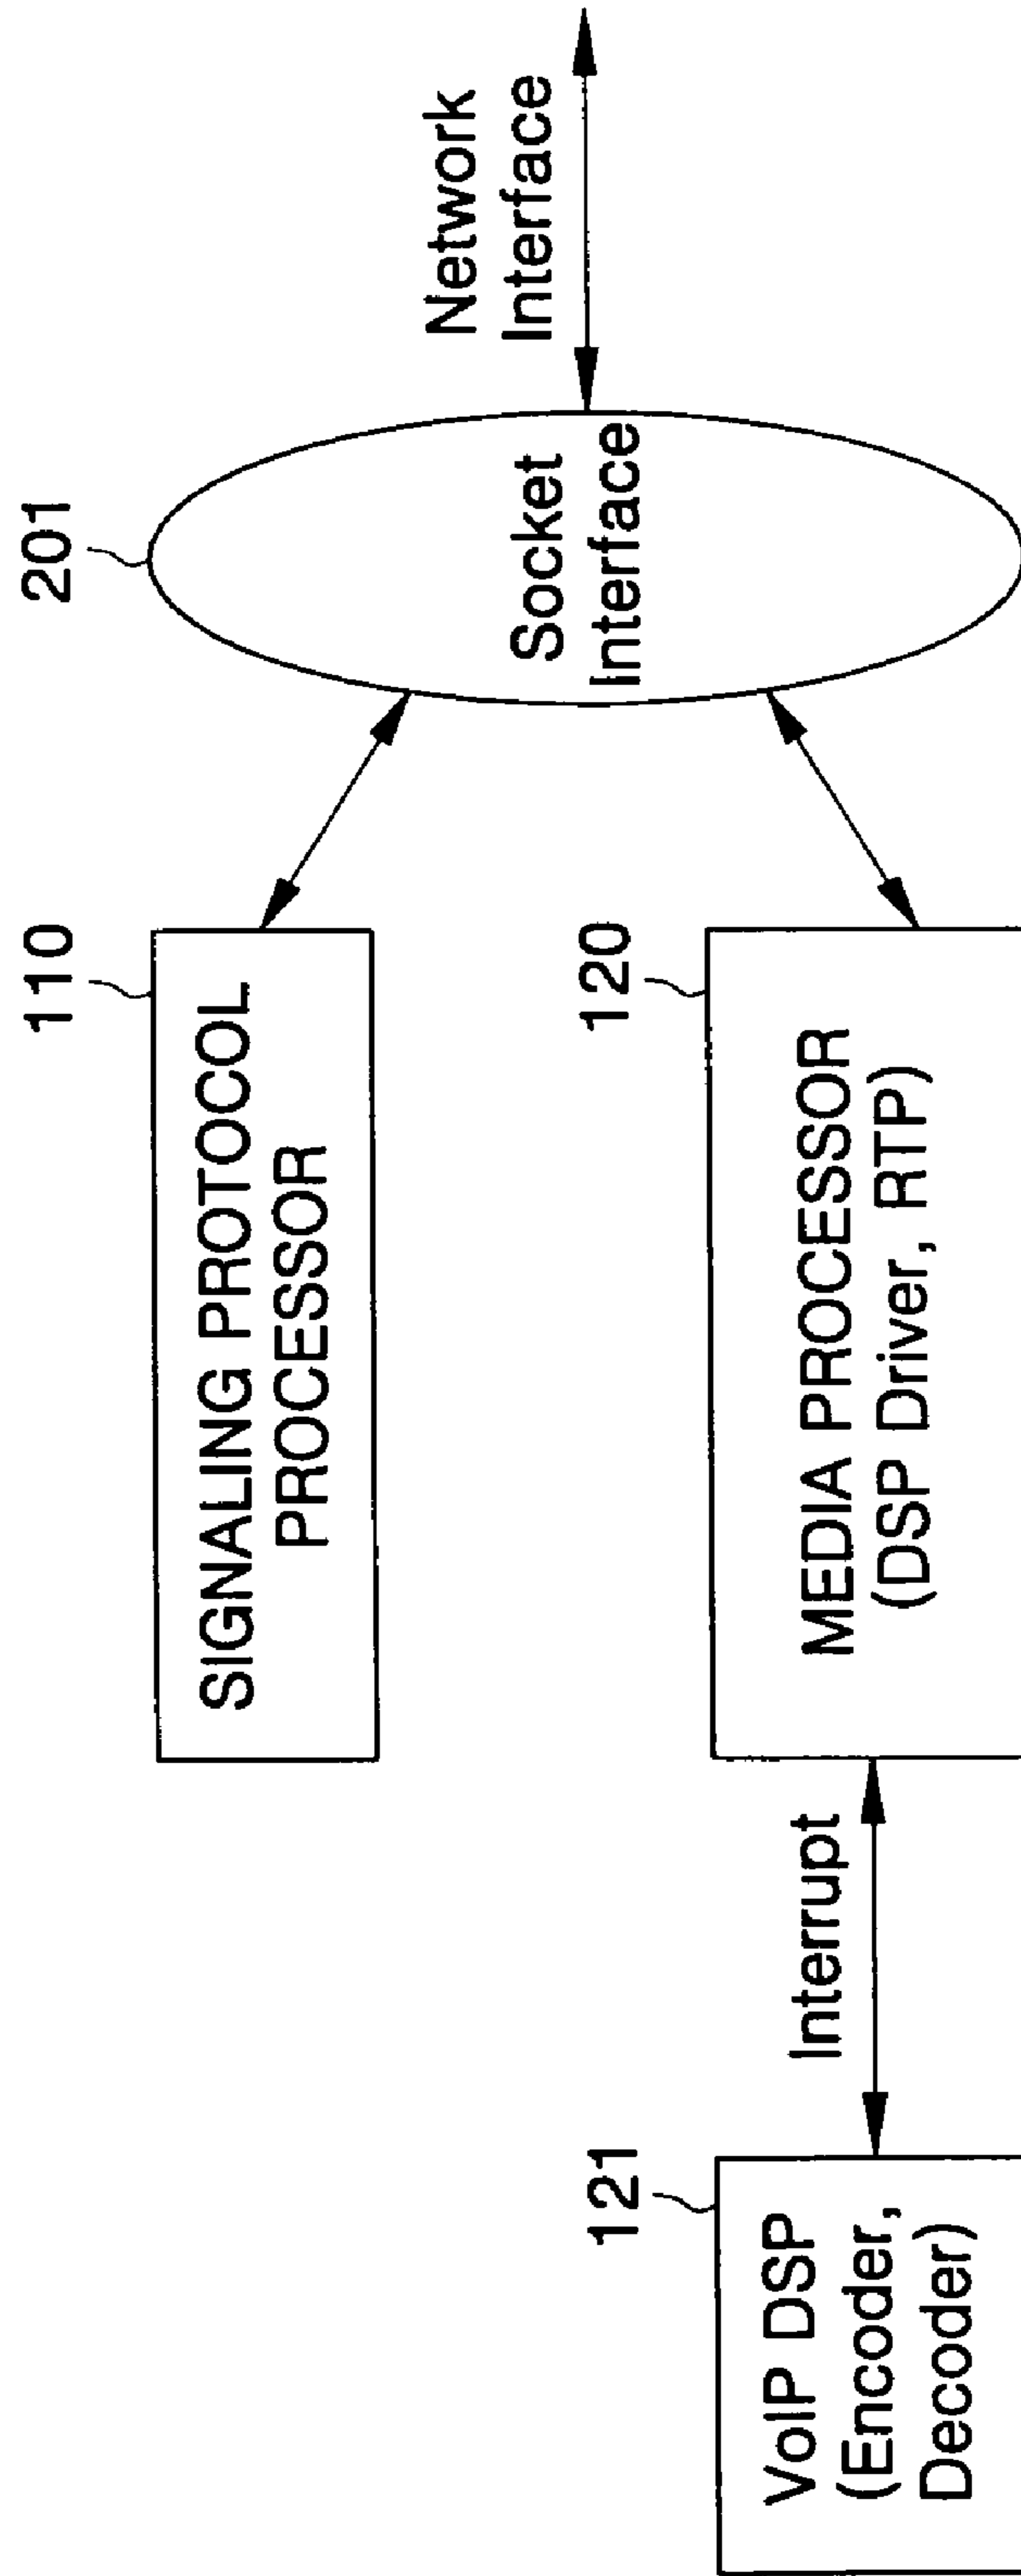 110
SIGNALING PROTOCOL
PROCESSOR
201
Socket
Interface
Network
Interface
121
VoIP DSP
(Encoder,
Decoder)
Interrupt
120
MEDIA PROCESSOR
(DSP Driver, RTP)